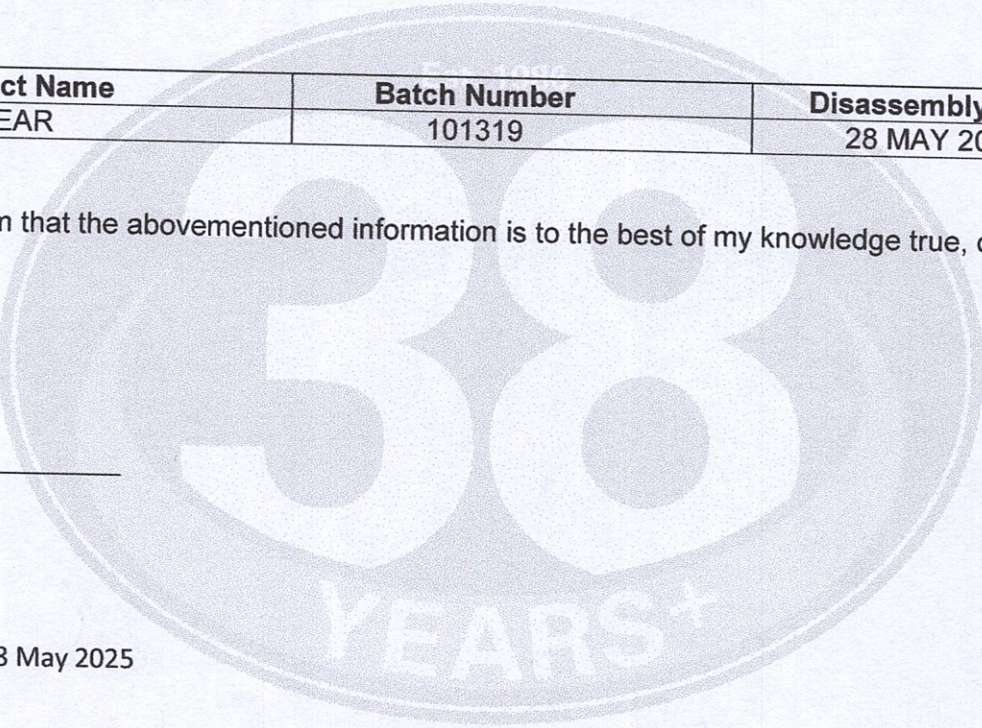 ct Name Batch Number Disassembly
EAR 101319 28 MAY 20
m that the abovementioned information is to the best of my knowledge true, c
38
YEARS+
May 2025